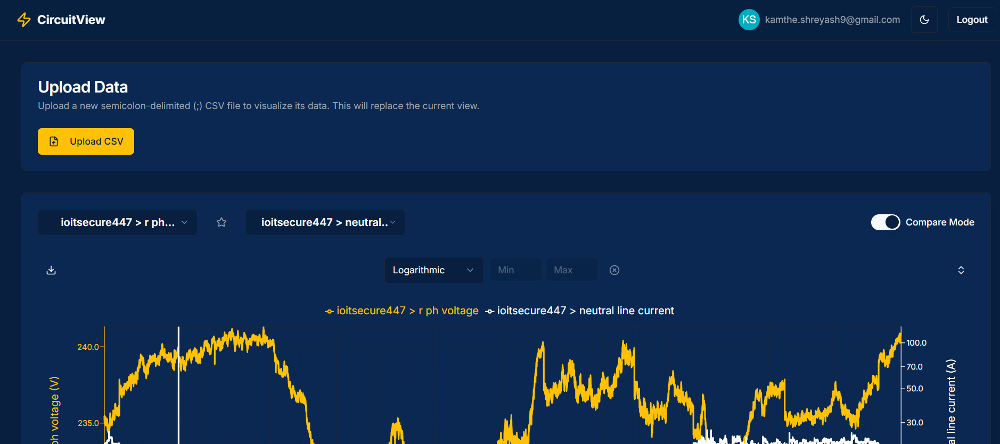 CircuitView
KS kamthe.shreyash9@gmail.com Logout
Upload Data
Upload a new semicolon-delimited (;) CSV file to visualize its data. This will replace the current view.
Upload CSV
ioitsecure447 > r ph... ioitsecure447 > neutral.. Compare Mode
Logarithmic Min Max
ioitsecure447 > r ph voltage ioitsecure447 > neutral line current
240.0
235.0
ph voltage (V)
100.0
70.0
50.0
30.0
al line current (A)